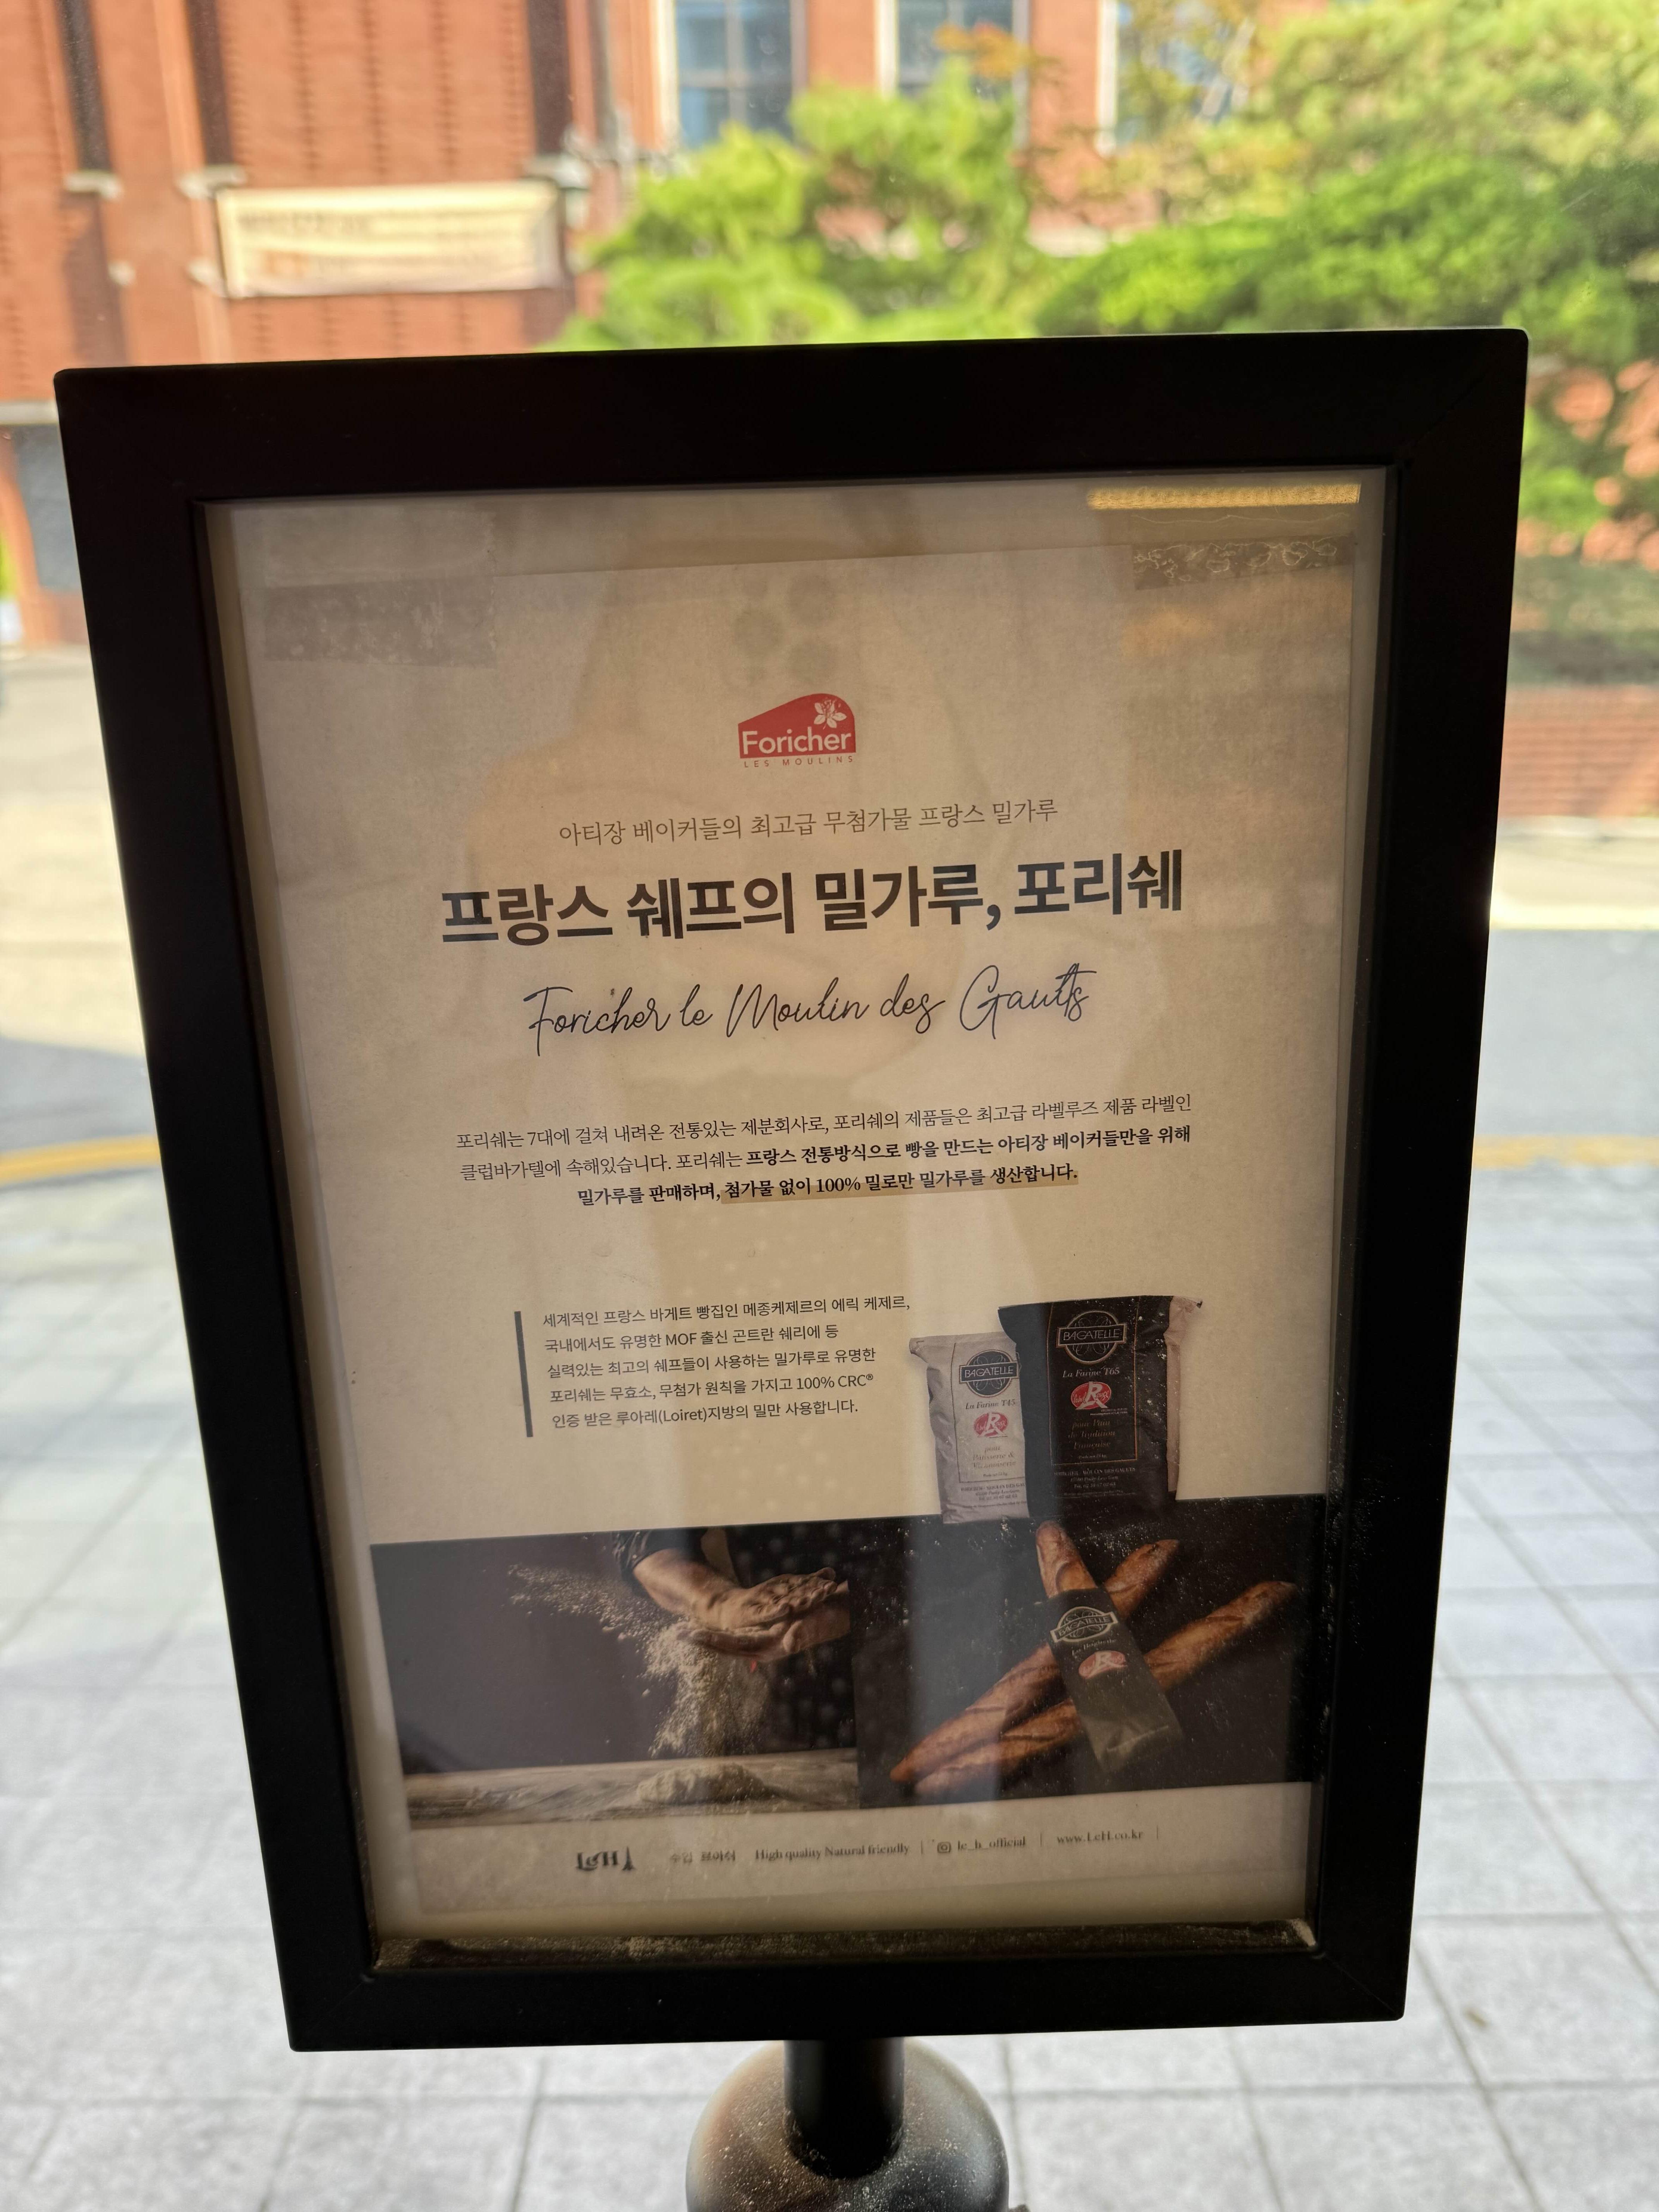 Foricher
LES MOULINS
아티장 베이커들의 최고급 무첨가물 프랑스 밀가루
프랑스 쉐프의 밀가루, 포리쉐
Foricher le Moulin des Gautts
포리쉐는 7대에 걸쳐 내려온 전통있는 제분회사로, 포리쉐의 제품들은 최고급 라벨루즈 제품 라벨인
클럽바가텔에 속해있습니다. 포리쉐는 프랑스 전통방식으로 빵을 만드는 아티장 베이커들만을 위해
밀가루를 판매하며, 첨가물 없이 100% 밀로만 밀가루를 생산합니다.
세계적인 프랑스 바게트 빵집인 메종케제르의 에릭 케제르,
국내에서도 유명한 MOF 출신 곤트란 쉐리에 등
실력있는 최고의 쉐프들이 사용하는 밀가루로 유명한
포리쉐는 무효소, 무첨가 원칙을 가지고 100% CRC®
인증 받은 루아레(Loiret)지방의 밀만 사용합니다.
BAGATELLE
La Farine T45
R
pour
Pâtisserie &
BAGATELLE
La Farine T65
R
pour Pain
de Tradition
Française
BAGATELLE
La Baguette
R
LeH
수입 High quality Natural friendly | le_h_official | www.LeH.co.kr |